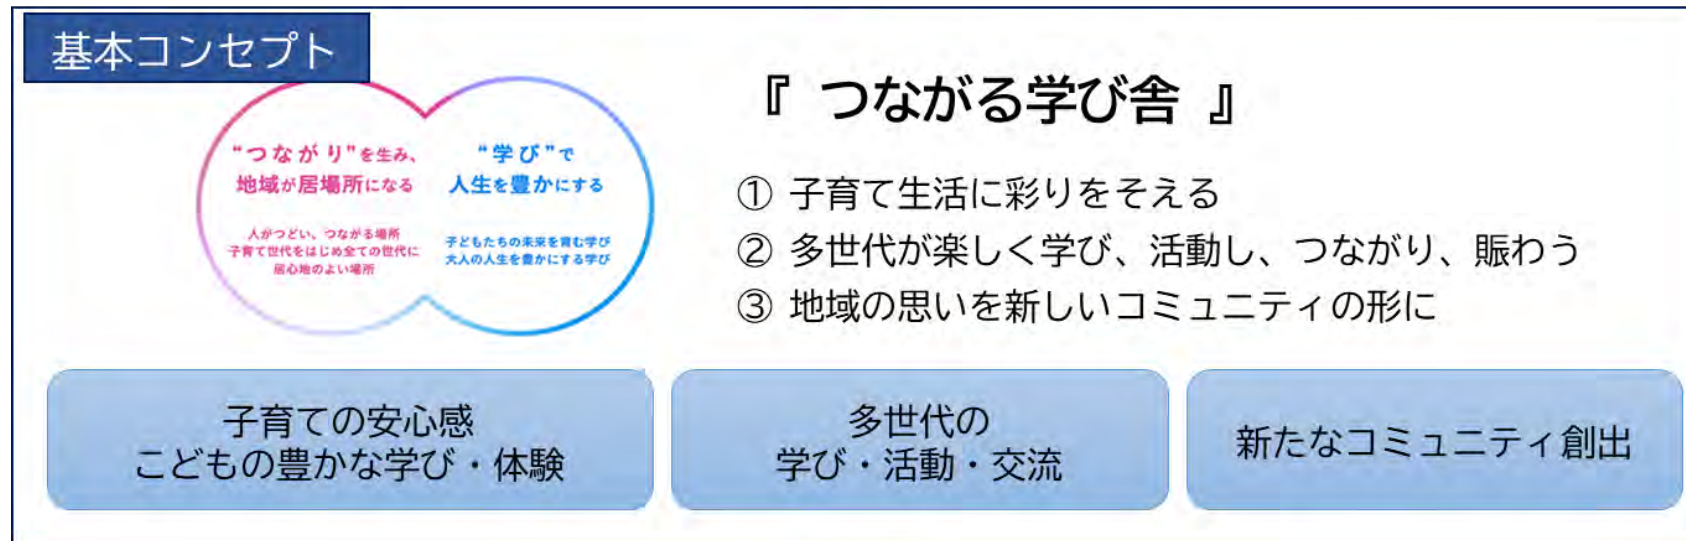 基本コンセプト
“つながり”を生み、
地域が居場所になる
人がつどい、つながる場所
子育て世代をはじめ全ての世代に
居心地のよい場所
“学び”で
人生を豊かにする
子どもたちの未来を育む学び
大人の人生を豊かにする学び
『 つながる学び舎 』
① 子育て生活に彩りをそえる
② 多世代が楽しく学び、活動し、つながり、賑わう
③ 地域の思いを新しいコミュニティの形に
子育ての安心感
こどもの豊かな学び・体験
多世代の
学び・活動・交流
新たなコミュニティ創出